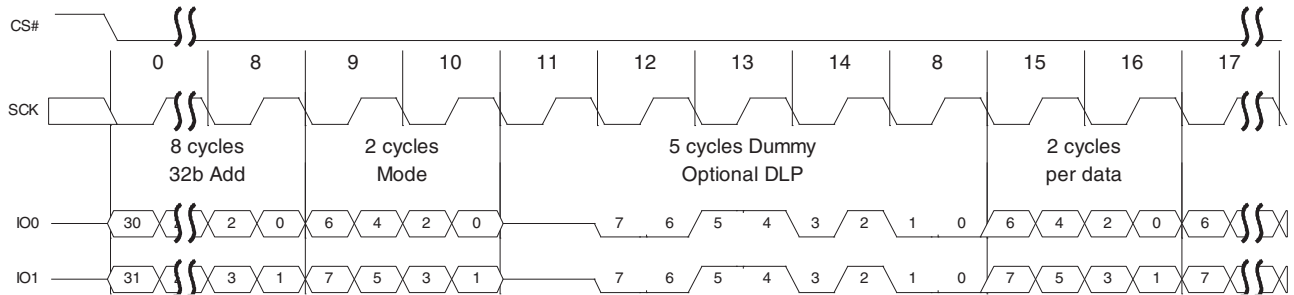 CS#
0 8 9 10 11 12 13 14 8 15 16 17
SCK
8 cycles 2 cycles 5 cycles Dummy 2 cycles
32b Add Mode Optional DLP per data
IO0 30 2 0 6 4 2 0 7 6 5 4 3 2 1 0 6 4 2 0 6
IO1 31 3 1 7 5 3 1 7 6 5 4 3 2 1 0 7 5 3 1 7